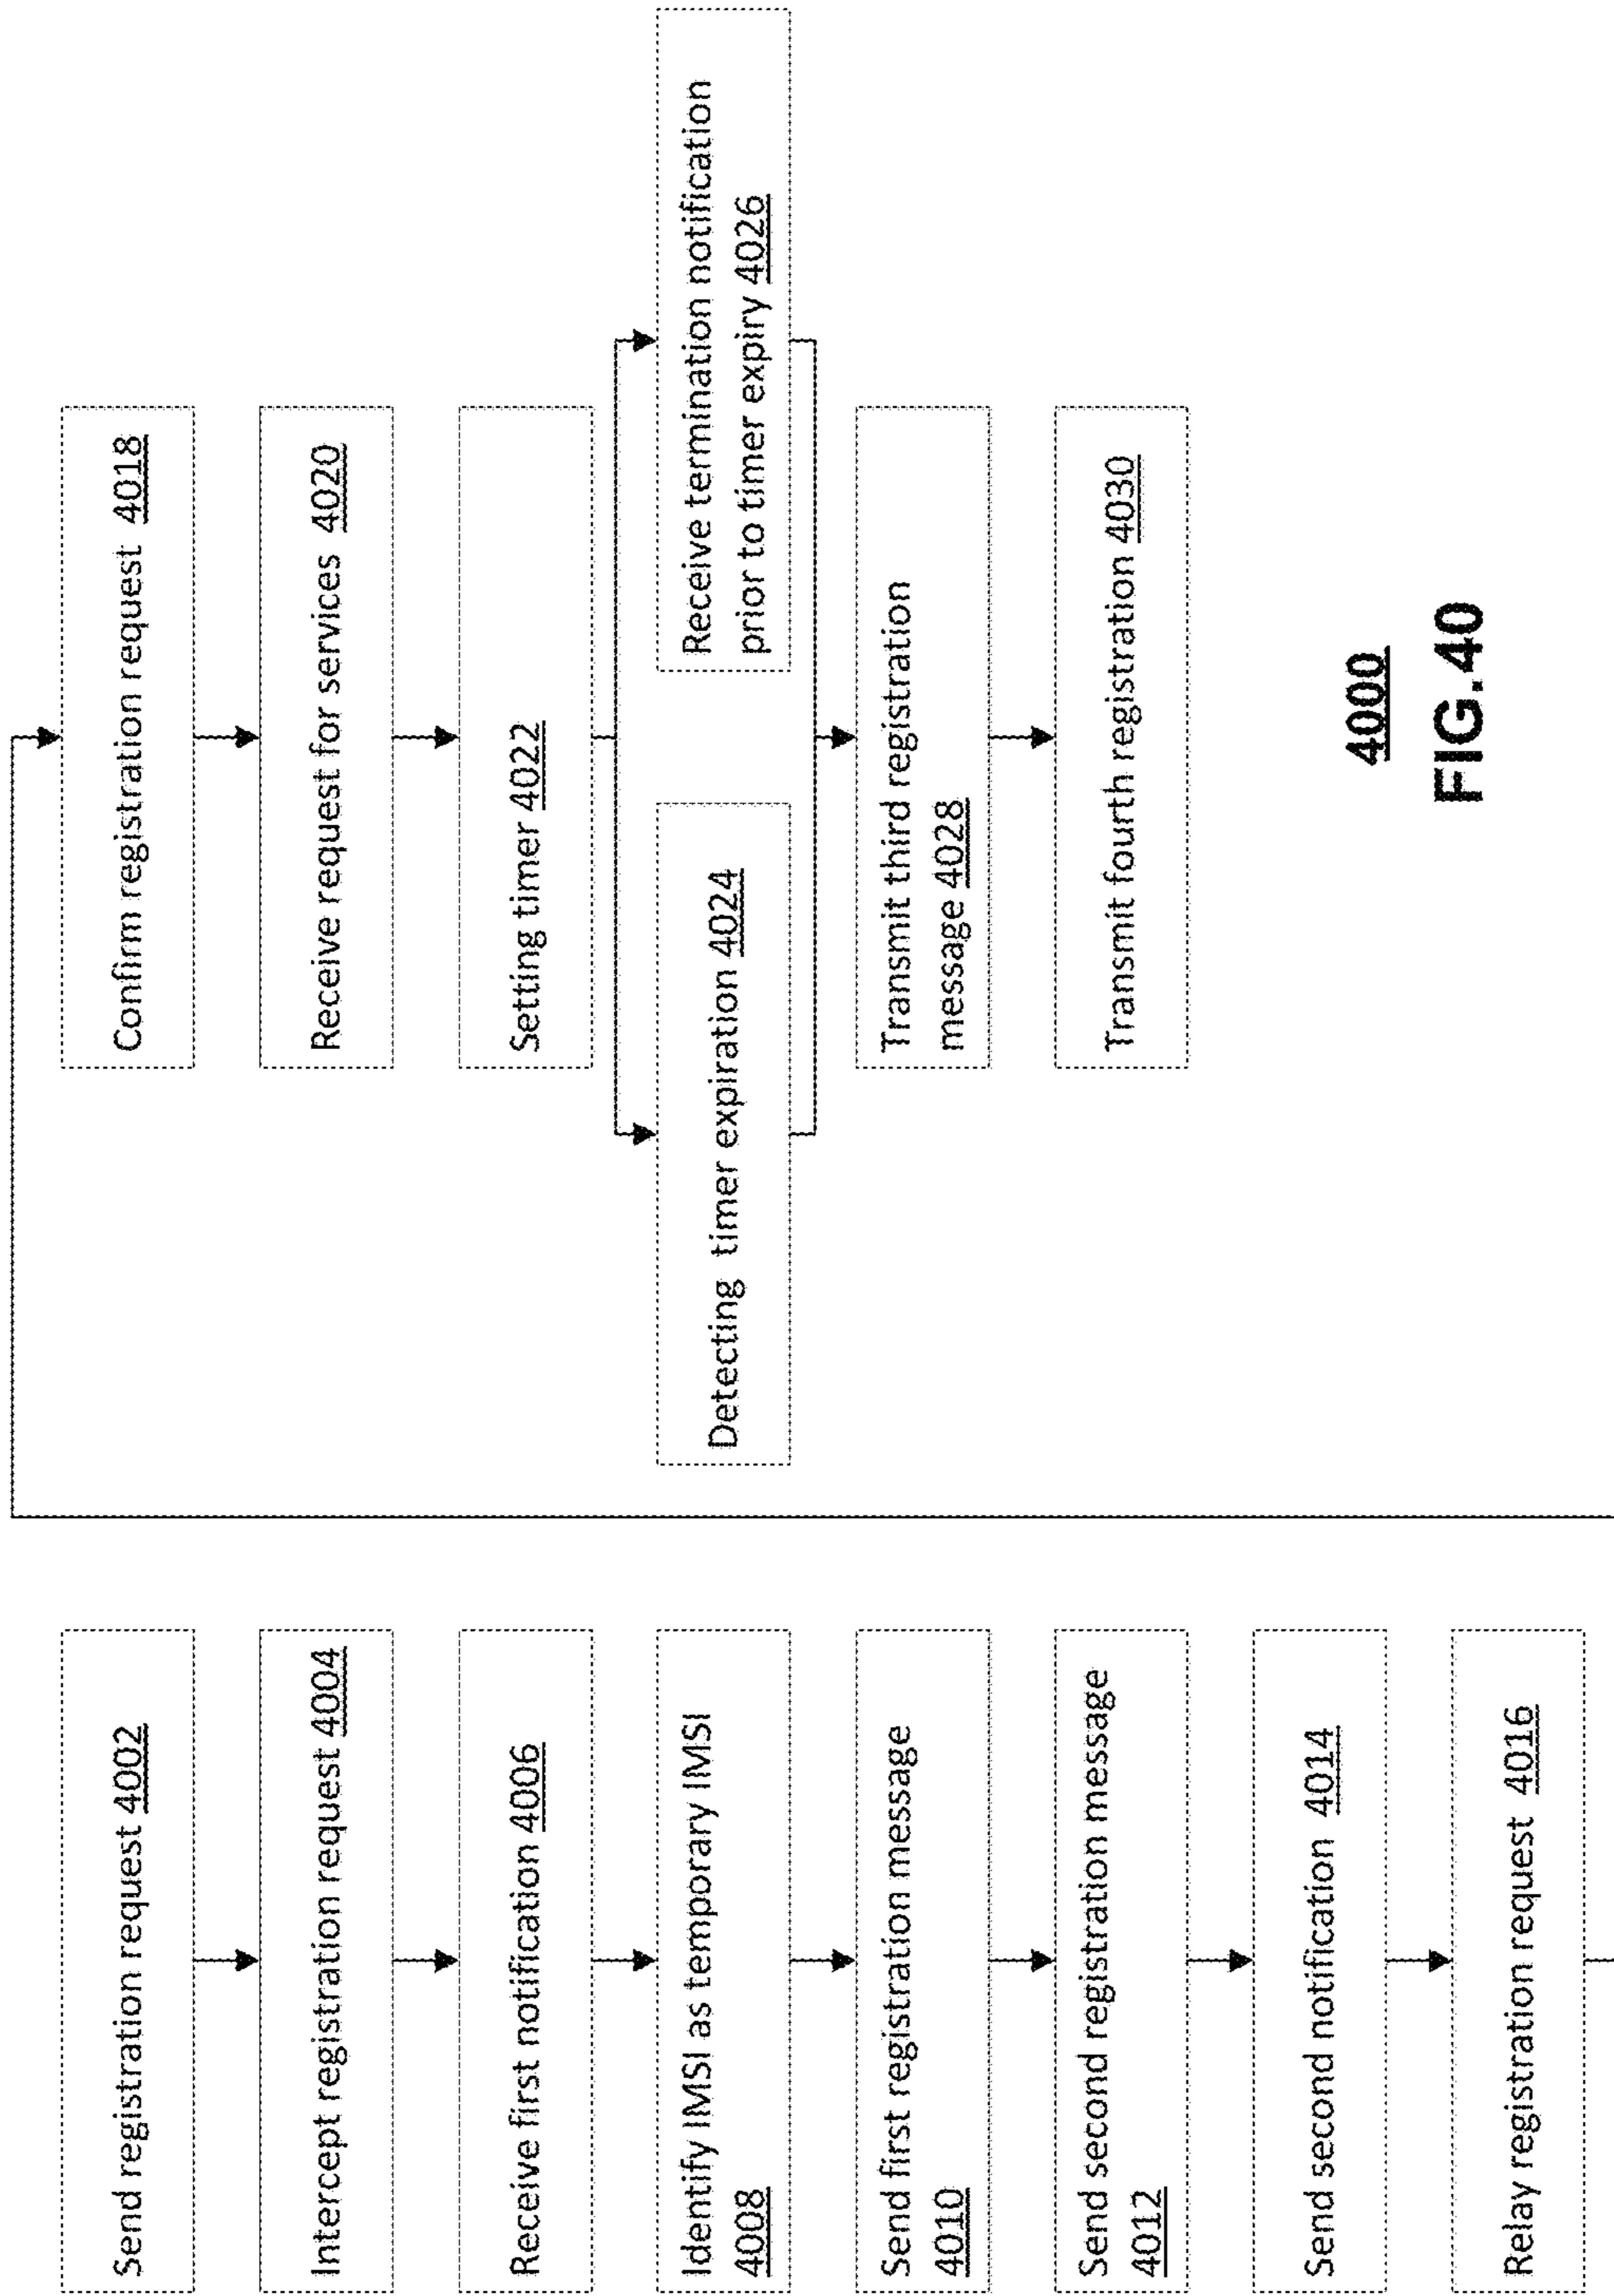 Send registration request 4002
Intercept registration request 4004
Receive first notification 4006
Identify IMSI as temporary IMSI
4008
Send first registration message
4010
Send second registration message
4012
Send second notification 4014
Relay registration request 4016
Confirm registration request 4018
Receive request for services 4020
Setting timer 4022
Detecting timer expiration 4024
Receive termination notification
prior to timer expiry 4026
Transmit third registration
message 4028
Transmit fourth registration 4030
4000
FIG.40